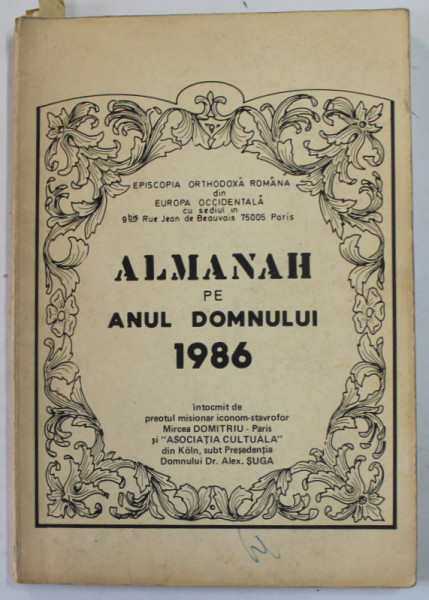 EPISCOPIA ORTHODOXĂ ROMÂNA
din
EUROPA OCCIDENTALĂ
cu sediul in
9bis Rue Jean de Beauvais 75005 Paris
ALMANAH
PE
ANUL DOMNULUI
1986
întocmit de
preotul misionar iconom-stavrofor
Mircea DOMITRIU - Paris
și "ASOCIAȚIA CULTUALA"
din Köln, subt Președenția
Domnului Dr. Alex. ȘUGA